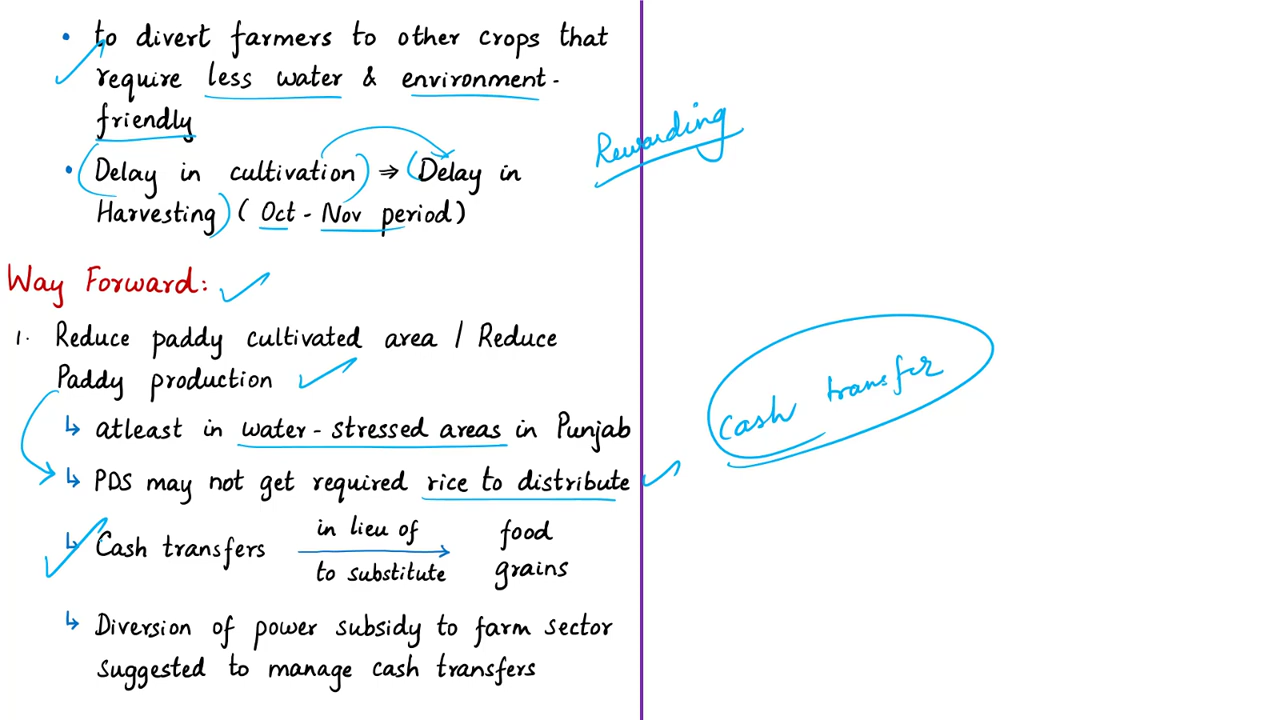 • to divert farmers to other crops that
require less water & environment-
friendly
• Delay in cultivation ⇒ Delay in
Harvesting (Oct - Nov period)
Rewarding
Way Forward:
1. Reduce paddy cultivated area / Reduce
Paddy production
↳ atleast in water-stressed areas in Punjab
↳ PDS may not get required rice to distribute
↳ Cash transfers in lieu of → to substitute food
grains
↳ Diversion of power subsidy to farm sector
suggested to manage cash transfers
Cash transfer